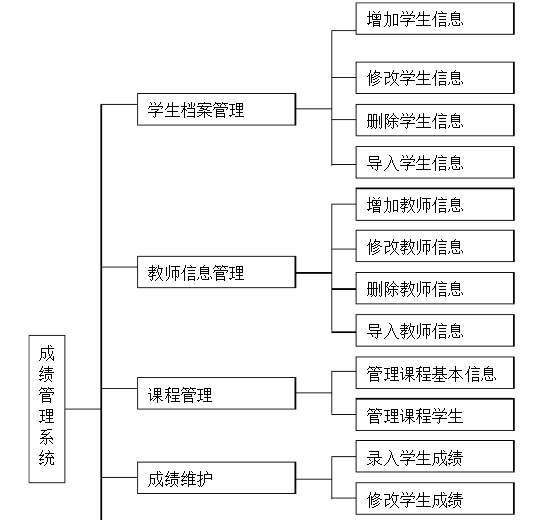 成绩管理系统
学生档案管理
增加学生信息
修改学生信息
删除学生信息
导入学生信息
教师信息管理
增加教师信息
修改教师信息
删除教师信息
导入教师信息
课程管理
管理课程基本信息
管理课程学生
成绩维护
录入学生成绩
修改学生成绩